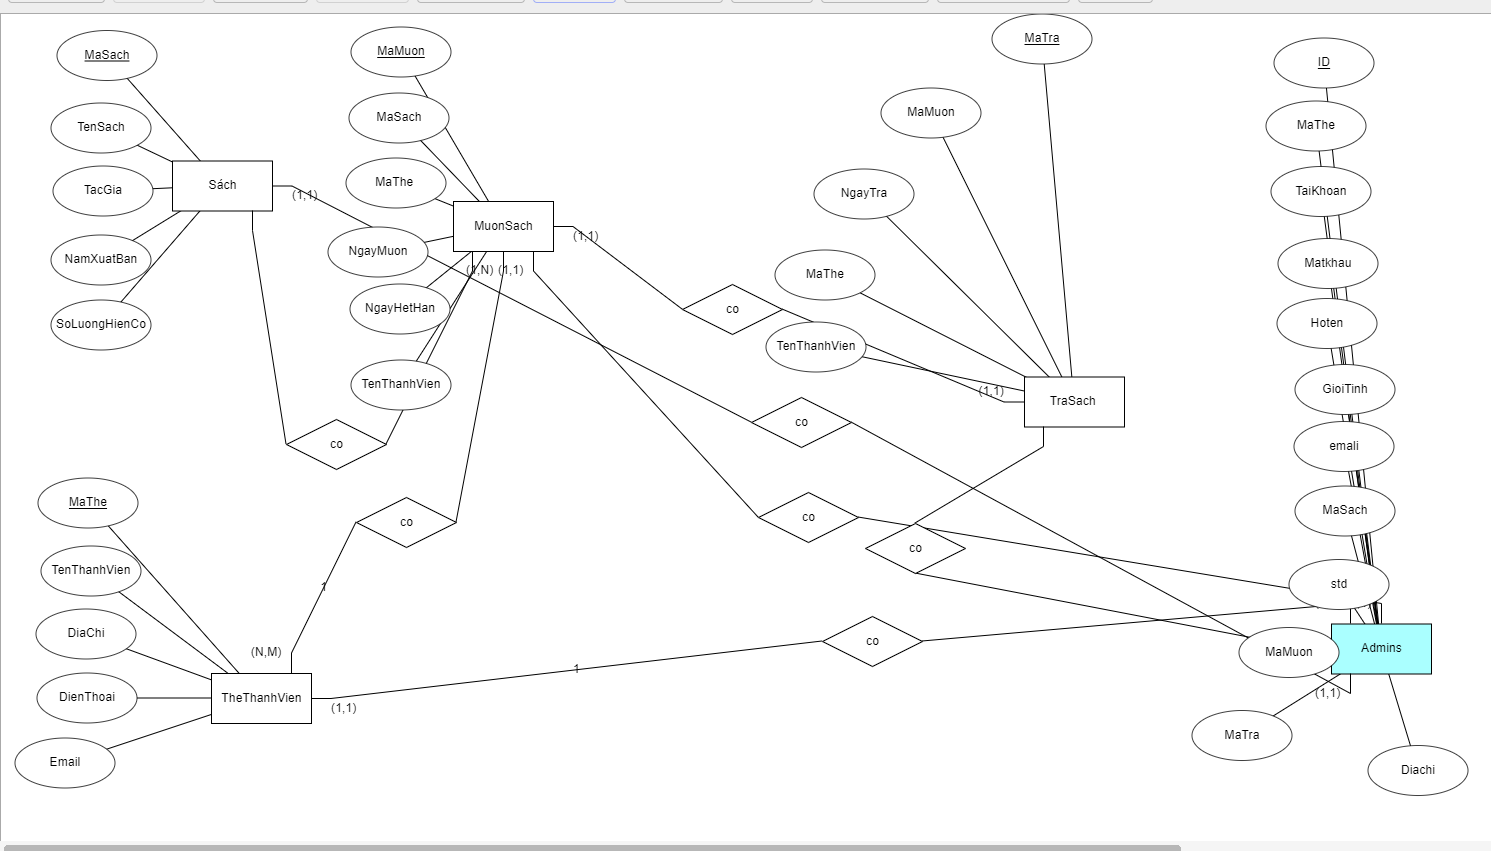 MaSach
TenSach
TacGia
NamXuatBan
SoLuongHienCo
Sách
(1,1)
MaMuon
MaSach
MaThe
NgayMuon
NgayHetHan
TenThanhVien
MuonSach
(1,N)
(1,1)
(1,1)
co
co
MaTra
MaMuon
NgayTra
MaThe
TenThanhVien
TraSach
(1,1)
co
co
co
co
MaThe
TenThanhVien
DiaChi
DienThoai
Email
TheThanhVien
(N,M)
1
(1,1)
1
co
ID
MaThe
TaiKhoan
Matkhau
Hoten
GioiTinh
emali
MaSach
std
MaMuon
Admins
(1,1)
MaTra
Diachi